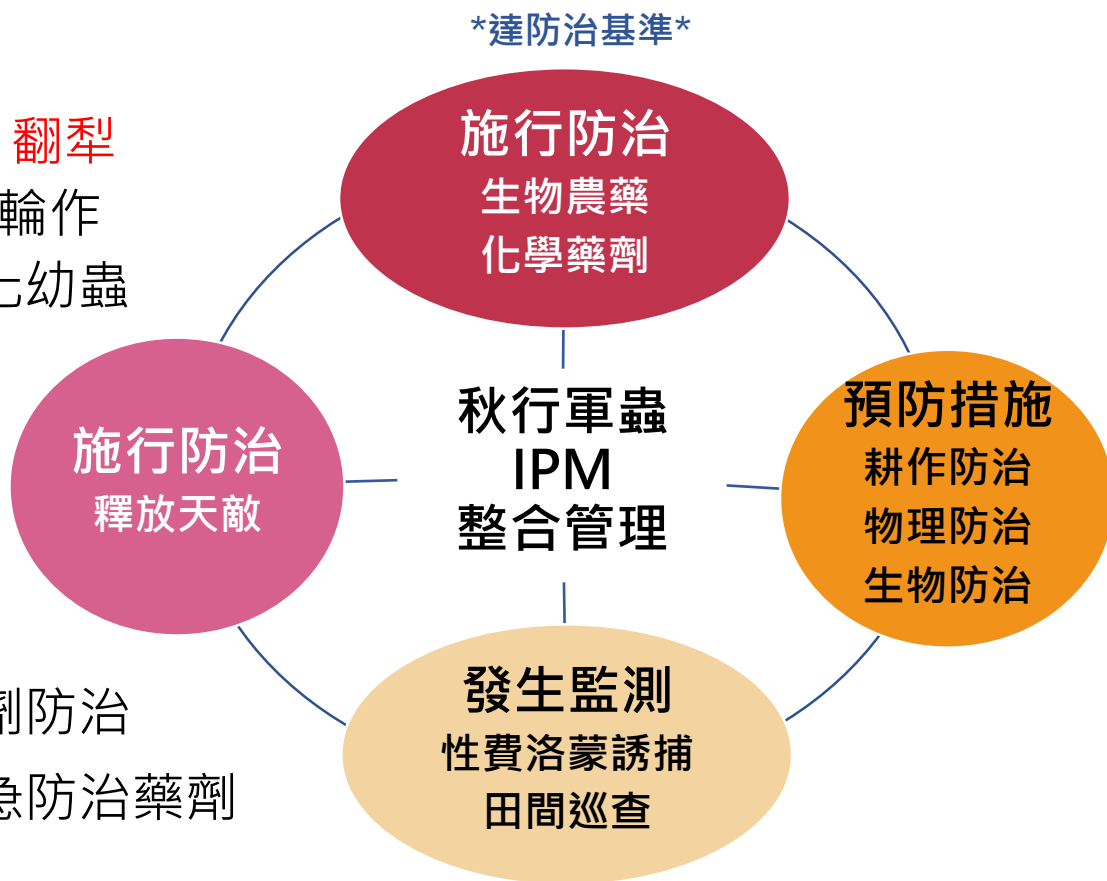 *達防治基準*
翻犁
輪作
化幼蟲
施行防治
生物農藥
化學藥劑
施行防治
釋放天敵
秋行軍蟲
IPM
整合管理
預防措施
耕作防治
物理防治
生物防治
劑防治
急防治藥劑
發生監測
性費洛蒙誘捕
田間巡查